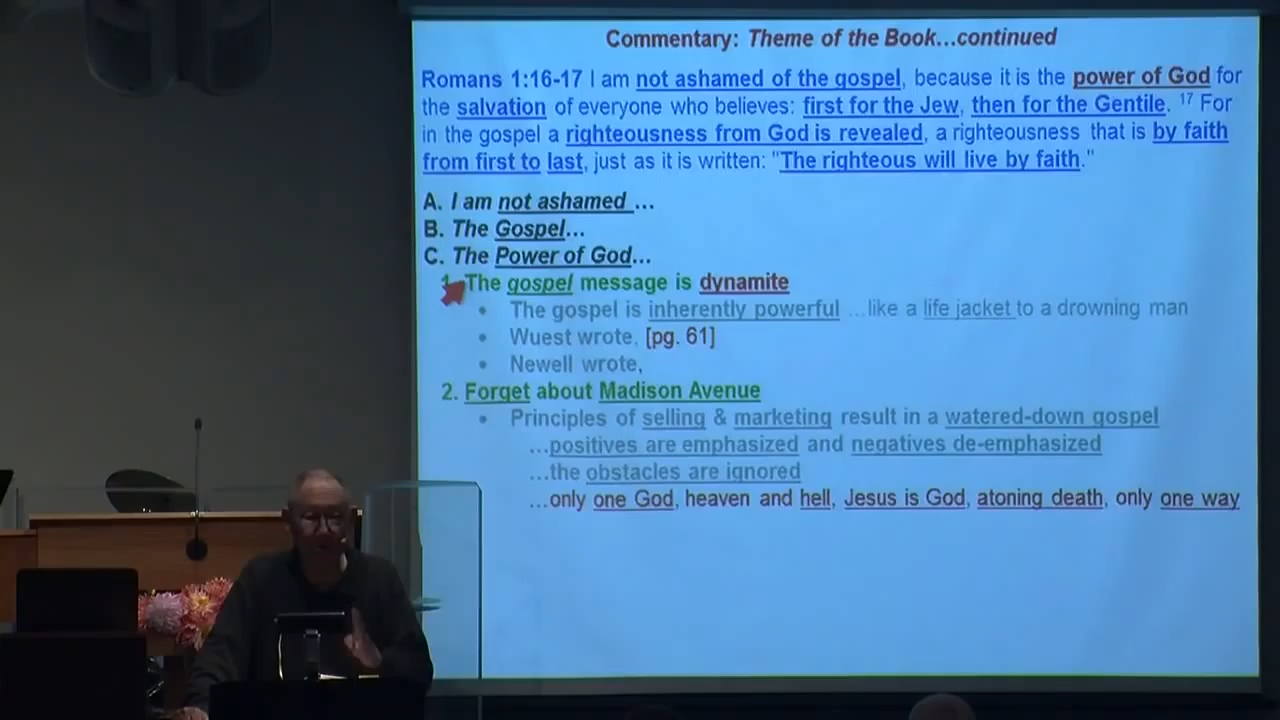 Commentary: Theme of the Book...continued
Romans 1:16-17 I am not ashamed of the gospel, because it is the power of God for
the salvation of everyone who believes: first for the Jew, then for the Gentile. 17 For
in the gospel a righteousness from God is revealed, a righteousness that is by faith
from first to last, just as it is written: "The righteous will live by faith."
A. I am not ashamed ...
B. The Gospel...
C. The Power of God...
1. The gospel message is dynamite
• The gospel is inherently powerful ...like a life jacket to a drowning man
• Wuest wrote, [pg. 61]
• Newell wrote,
2. Forget about Madison Avenue
• Principles of selling & marketing result in a watered-down gospel
...positives are emphasized and negatives de-emphasized
...the obstacles are ignored
...only one God, heaven and hell, Jesus is God, atoning death, only one way